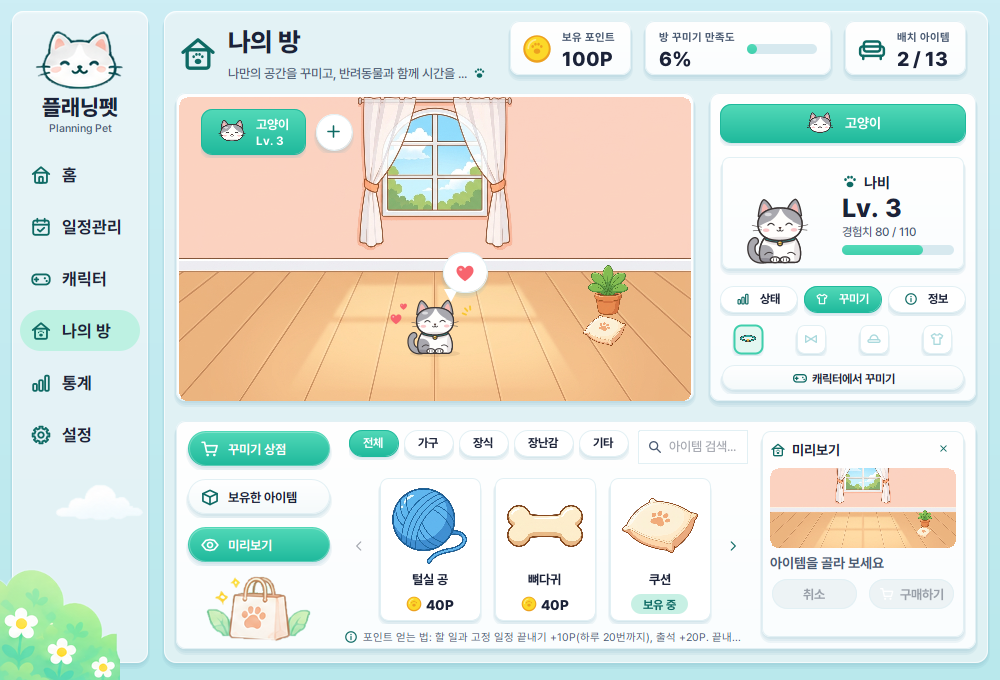 플래닝펫
Planning Pet
홈
일정관리
캐릭터
나의 방
통계
설정
나의 방
나만의 공간을 꾸미고, 반려동물과 함께 시간을 ...
보유 포인트
100P
방 꾸미기 만족도
6%
배치 아이템
2 / 13
고양이
Lv. 3
+
고양이
나비
Lv. 3
경험치 80 / 110
상태
꾸미기
정보
캐릭터에서 꾸미기
꾸미기 상점
보유한 아이템
미리보기
전체
가구
장식
장난감
기타
아이템 검색...
털실 공
40P
뼈다귀
40P
쿠션
보유 중
포인트 얻는 법: 할 일과 고정 일정 끝내기 +10P(하루 20번까지), 출석 +20P. 끝내...
미리보기
아이템을 골라 보세요
취소
구매하기